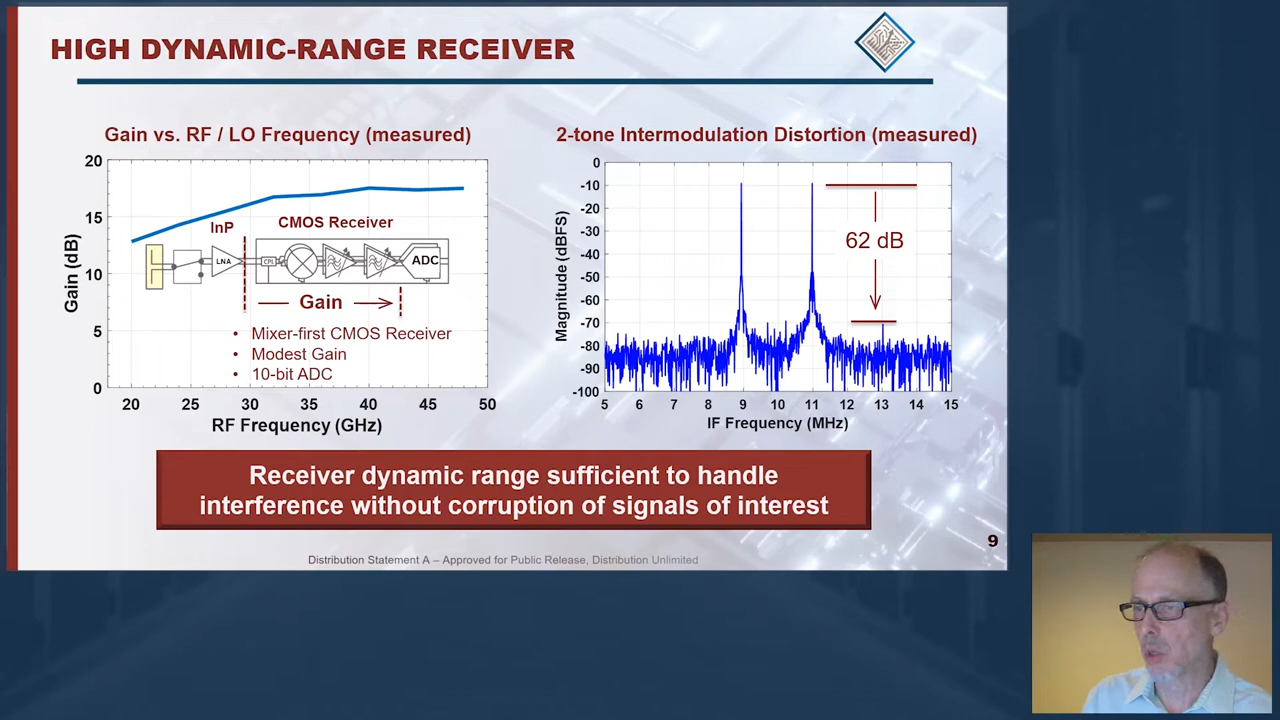 HIGH DYNAMIC-RANGE RECEIVER
Gain vs. RF / LO Frequency (measured)
20
15
10
5
0
Gain (dB)
InP
CMOS Receiver
LNA
CPL
ADC
Gain
• Mixer-first CMOS Receiver
• Modest Gain
• 10-bit ADC
20 25 30 35 40 45 50
RF Frequency (GHz)
2-tone Intermodulation Distortion (measured)
0
-10
-20
-30
-40
-50
-60
-70
-80
-90
-100
Magnitude (dBFS)
62 dB
5 6 7 8 9 10 11 12 13 14 15
IF Frequency (MHz)
Receiver dynamic range sufficient to handle
interference without corruption of signals of interest
9
Distribution Statement A – Approved for Public Release, Distribution Unlimited